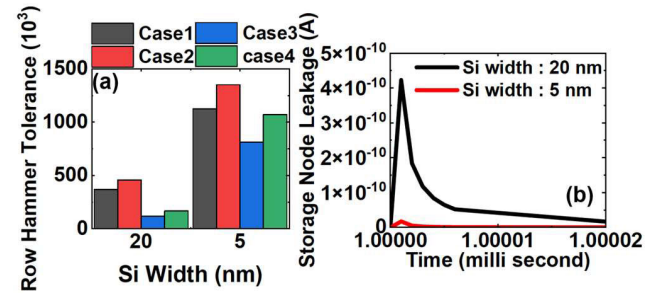 Case1 Case3
Case2 case4
Row Hammer Tolerance (10³)
(a)
1500
1000
500
0
20 5
Si Width (nm)
Storage Node Leakage (A)
5×10⁻¹⁰
4×10⁻¹⁰
3×10⁻¹⁰
2×10⁻¹⁰
1×10⁻¹⁰
0
Si width : 20 nm
Si width : 5 nm
(b)
1.00000 1.00001 1.00002
Time (milli second)